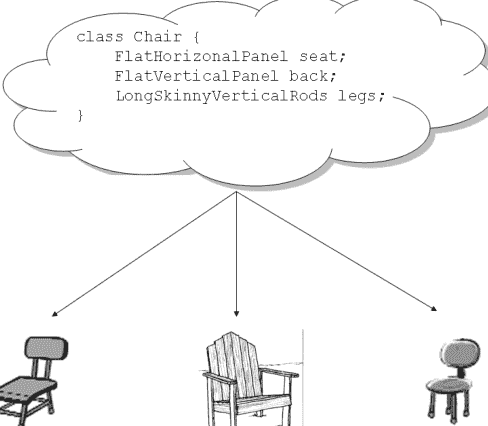 class Chair {
FlatHorizonalPanel seat;
FlatVerticalPanel back;
LongSkinnyVerticalRods legs;
}